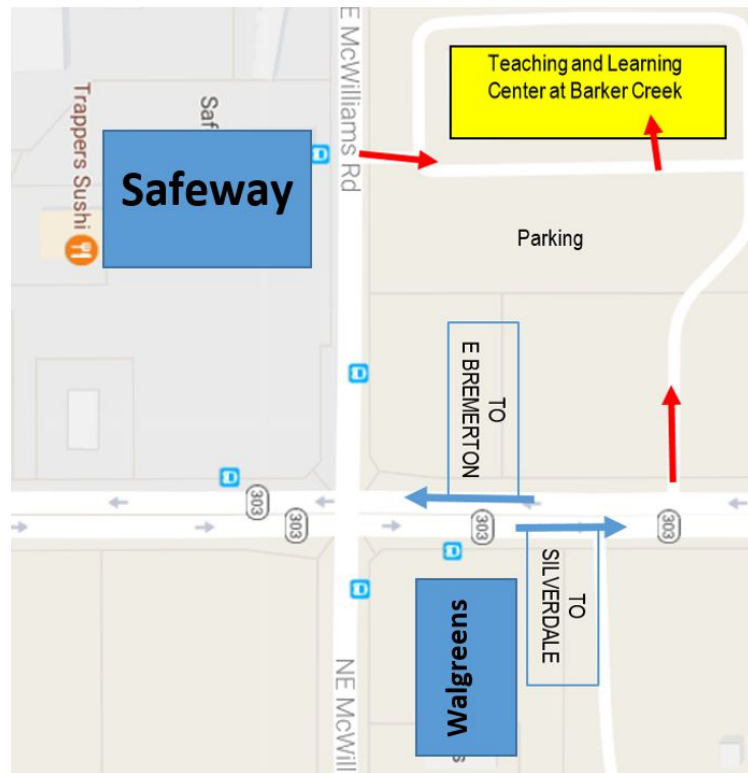 E McWilliams Rd
Teaching and Learning
Center at Barker Creek
Saf
Trappers Sushi
Safeway
Parking
TO
E BREMERTON
303
303
303
303
TO
SILVERDALE
Walgreens
s
NE McWill